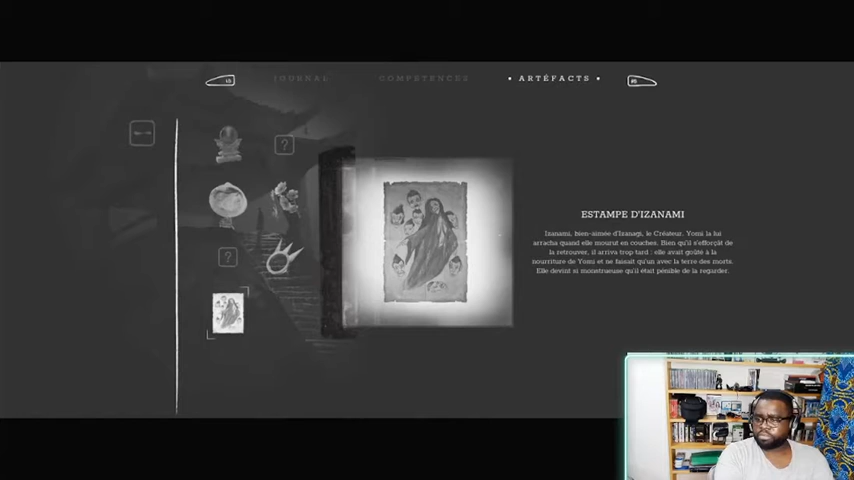 JOURNAL COMPÉTENCES ARTÉFACTS
?
?
ESTAMPE D'IZANAMI
Izanami, bien-aimée d'Izanagi, le Créateur. Yomi la lui
arracha quand elle mourut en couches. Bien qu'il s'efforçât de
la retrouver, il arriva trop tard : elle avait goûté à la
nourriture de Yomi et ne faisait qu'un avec la terre des morts.
Elle devint si monstrueuse qu'il était pénible de la regarder.